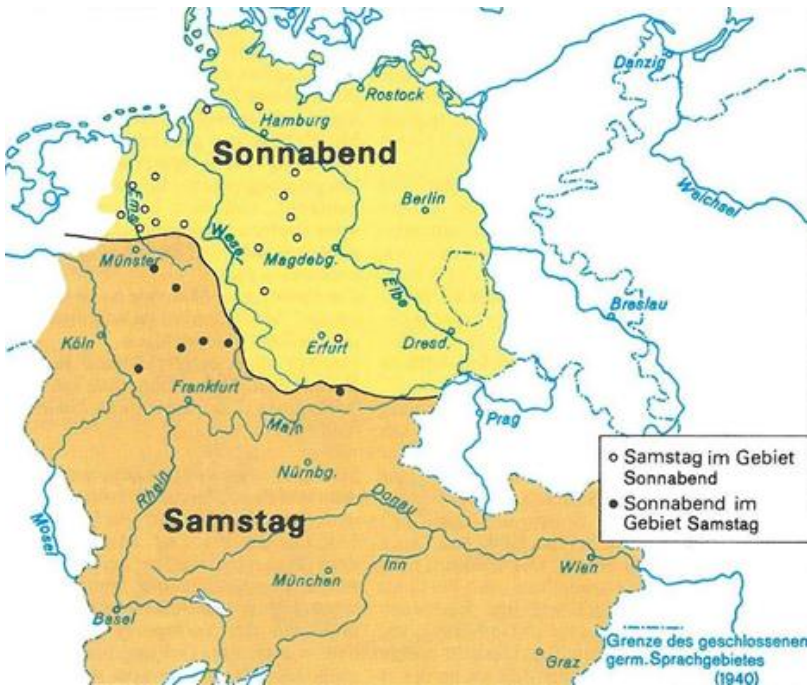 Danzig
Rostock
Hamburg
Sonnabend
Weichsel
Berlin
Ems
Weser
Münster
Magdebg.
Elbe
Breslau
Köln
Erfurt
Dresd.
Frankfurt
Prag
Main
Samstag im Gebiet
Sonnabend
Sonnabend im
Gebiet Samstag
Nürnbg.
Rhein
Donau
Mosel
Samstag
Inn
Wien
München
Basel
Grenze des geschlossenen
germ. Sprachgebietes
(1940)
Graz